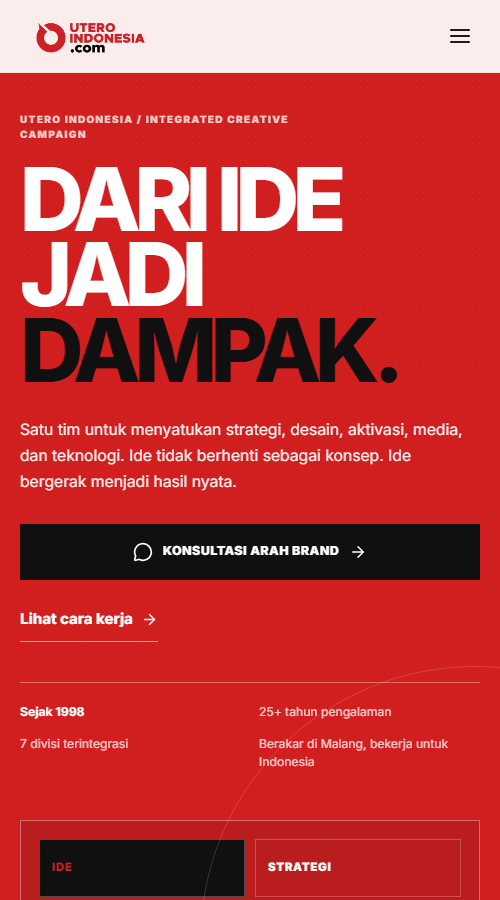 UTERO
INDONESIA
.com
UTERO INDONESIA / INTEGRATED CREATIVE
CAMPAIGN
DARI IDE
JADI
DAMPAK.
Satu tim untuk menyatukan strategi, desain, aktivasi, media,
dan teknologi. Ide tidak berhenti sebagai konsep. Ide
bergerak menjadi hasil nyata.
KONSULTASI ARAH BRAND →
Lihat cara kerja →
Sejak 1998
25+ tahun pengalaman
7 divisi terintegrasi
Berakar di Malang, bekerja untuk
Indonesia
IDE
STRATEGI